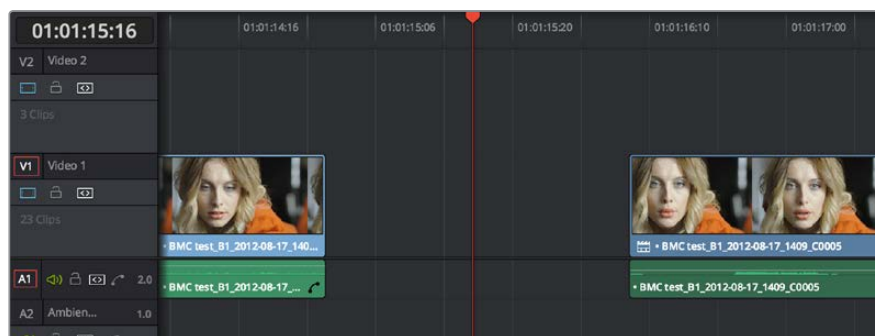 01:01:15:16
01:01:14:16
01:01:15:06
01:01:15:20
01:01:16:10
01:01:17:00
V2 Video 2
3 Clips
V1 Video 1
23 Clips
• BMC test_B1_2012-08-17_140...
• BMC test_B1_2012-08-17_1409_C0005
A1 2.0
• BMC test_B1_2012-08-17_...
• BMC test_B1_2012-08-17_1409_C0005
A2 Ambien... 1.0